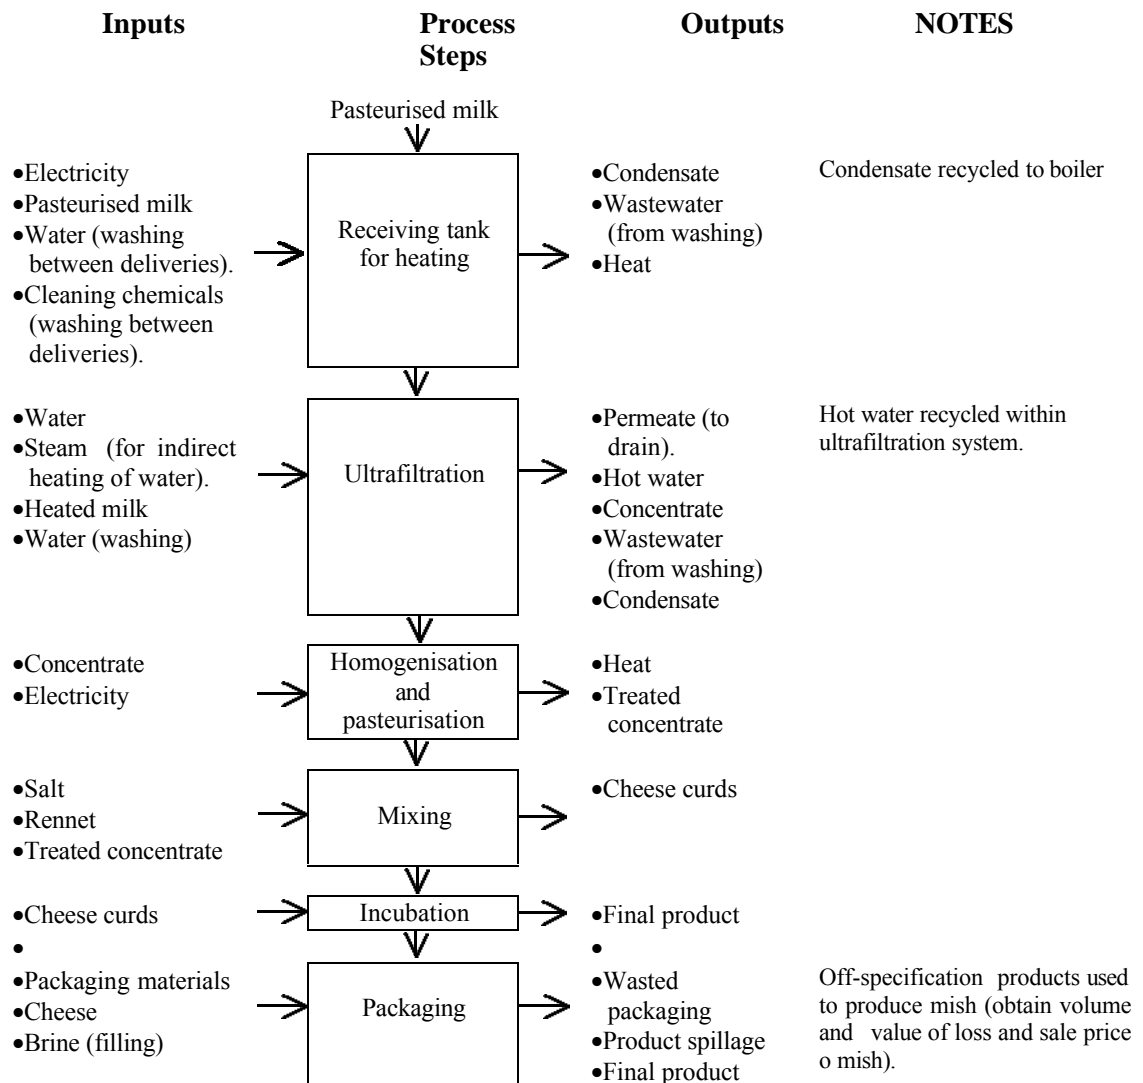 Inputs
Process
Steps
Outputs
NOTES
Pasteurised milk
•Electricity
•Pasteurised milk
•Water (washing
between deliveries).
•Cleaning chemicals
(washing between
deliveries).
Receiving tank
for heating
•Condensate
•Wastewater
(from washing)
•Heat
Condensate recycled to boiler
•Water
•Steam (for indirect
heating of water).
•Heated milk
•Water (washing)
Ultrafiltration
•Permeate (to
drain).
•Hot water
•Concentrate
•Wastewater
(from washing)
•Condensate
Hot water recycled within
ultrafiltration system.
•Concentrate
•Electricity
Homogenisation
and
pasteurisation
•Heat
•Treated
concentrate
•Salt
•Rennet
•Treated concentrate
Mixing
•Cheese curds
•Cheese curds
•
Incubation
•Final product
•
•Packaging materials
•Cheese
•Brine (filling)
Packaging
•Wasted
packaging
•Product spillage
•Final product
Off-specification products used
to produce mish (obtain volume
and value of loss and sale price
o mish).